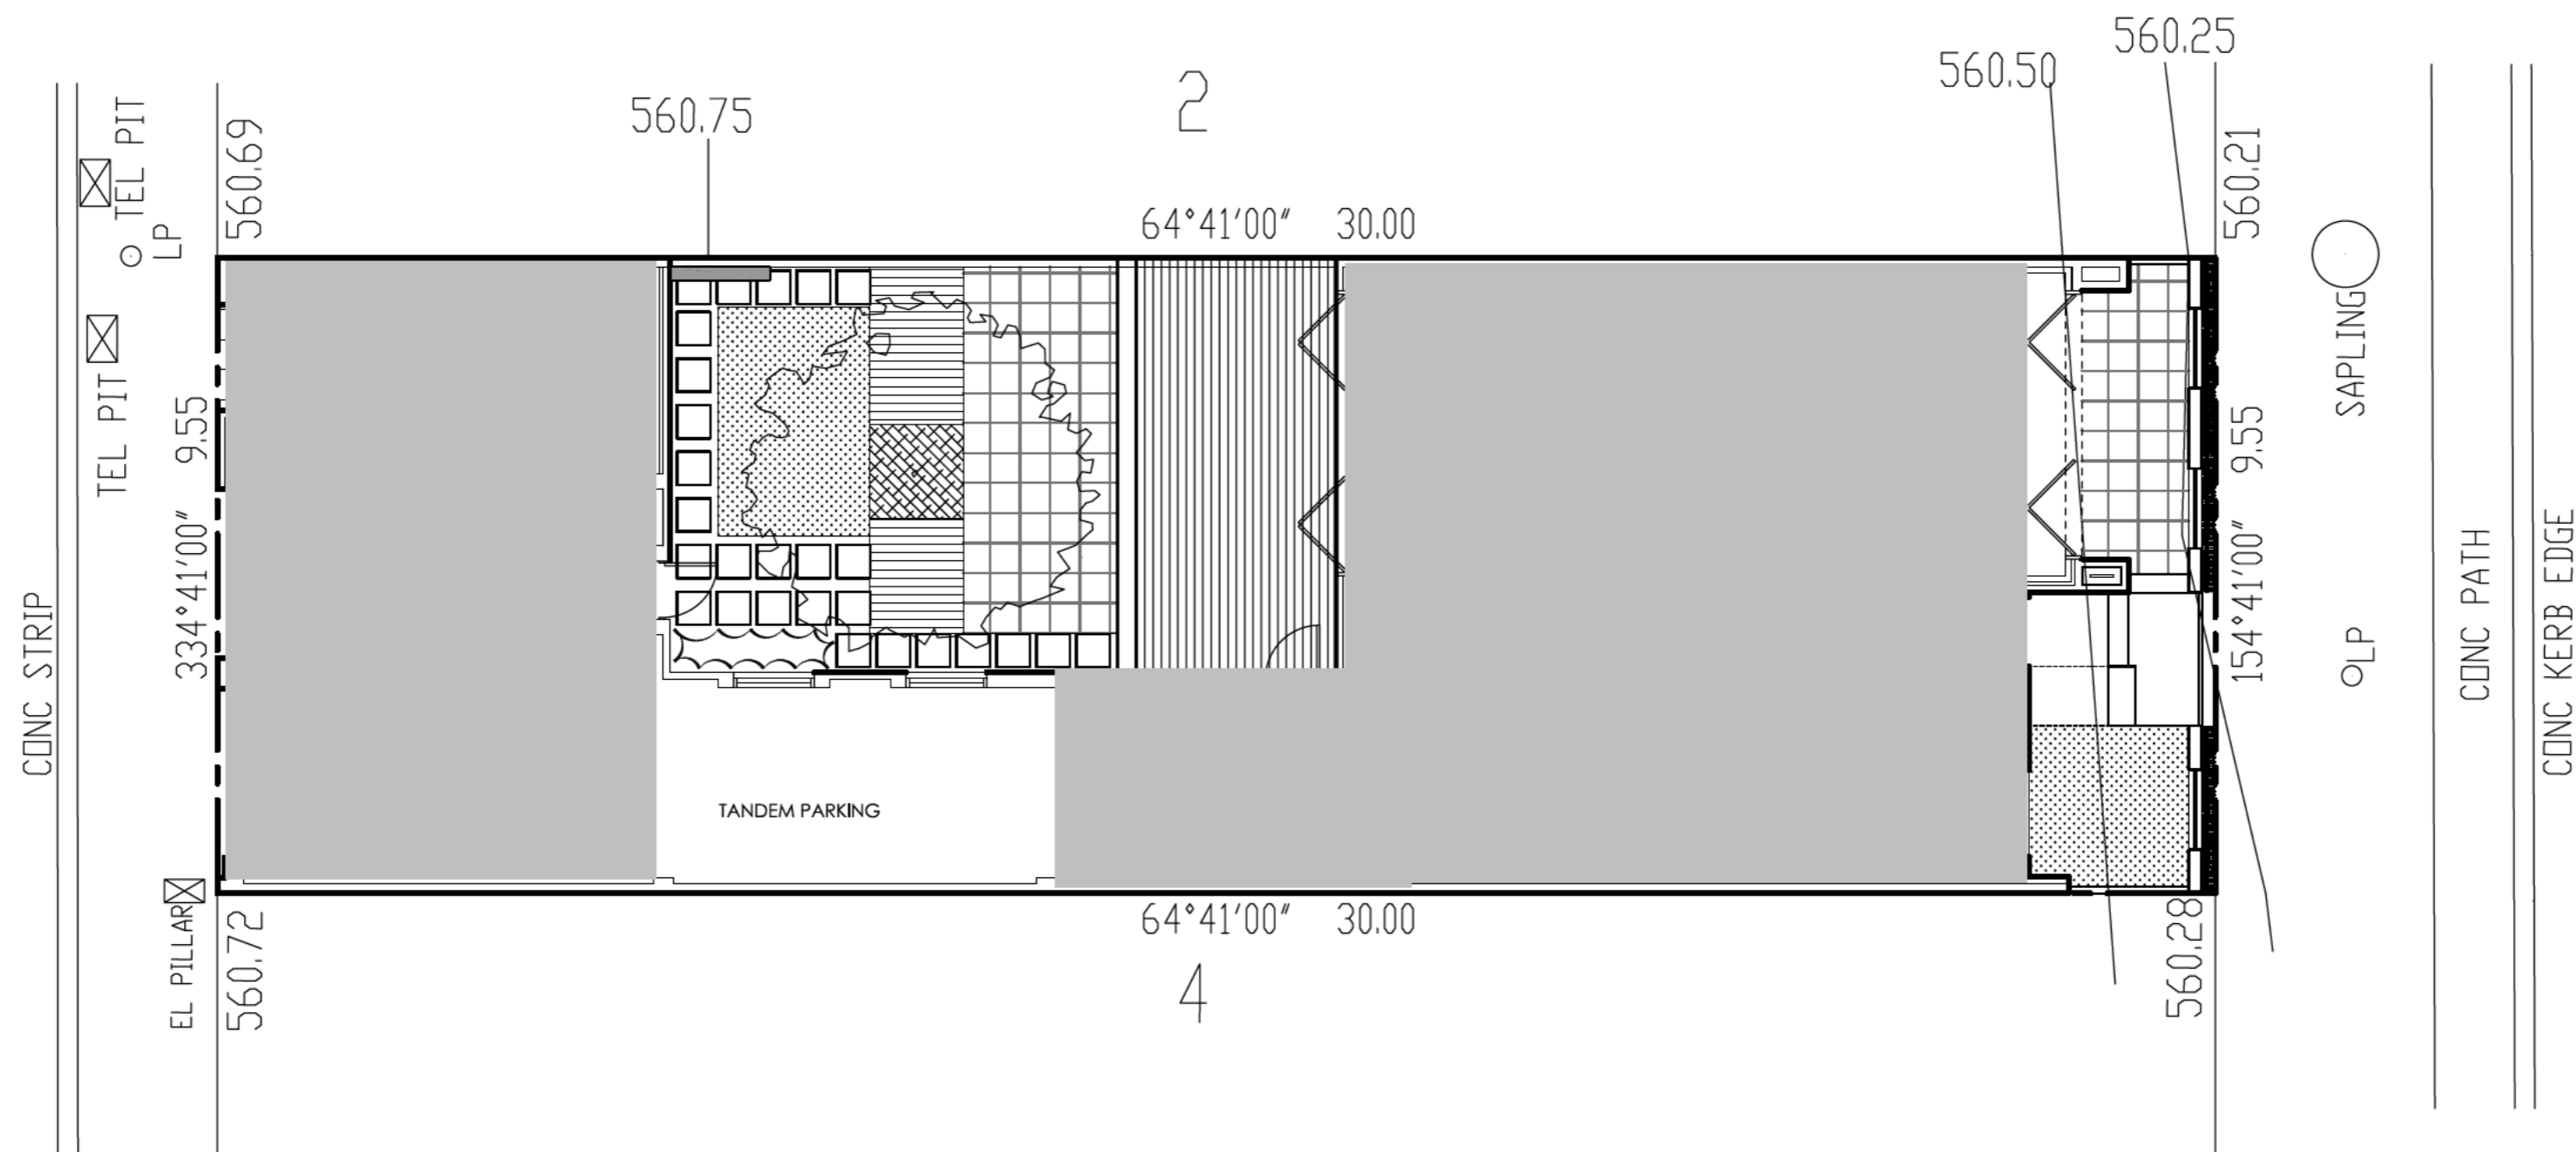 560.25
560.50
2
560.75
TEL PIT
560.69
560.21
LP
64°41'00" 30.00
SAPLING
TEL PIT
9.55
334°41'00"
9.55
154°41'00"
CONC STRIP
LP
CONC PATH
CONC KERB EDGE
TANDEM PARKING
EL PILLAR
560.72
64°41'00" 30.00
560.28
4